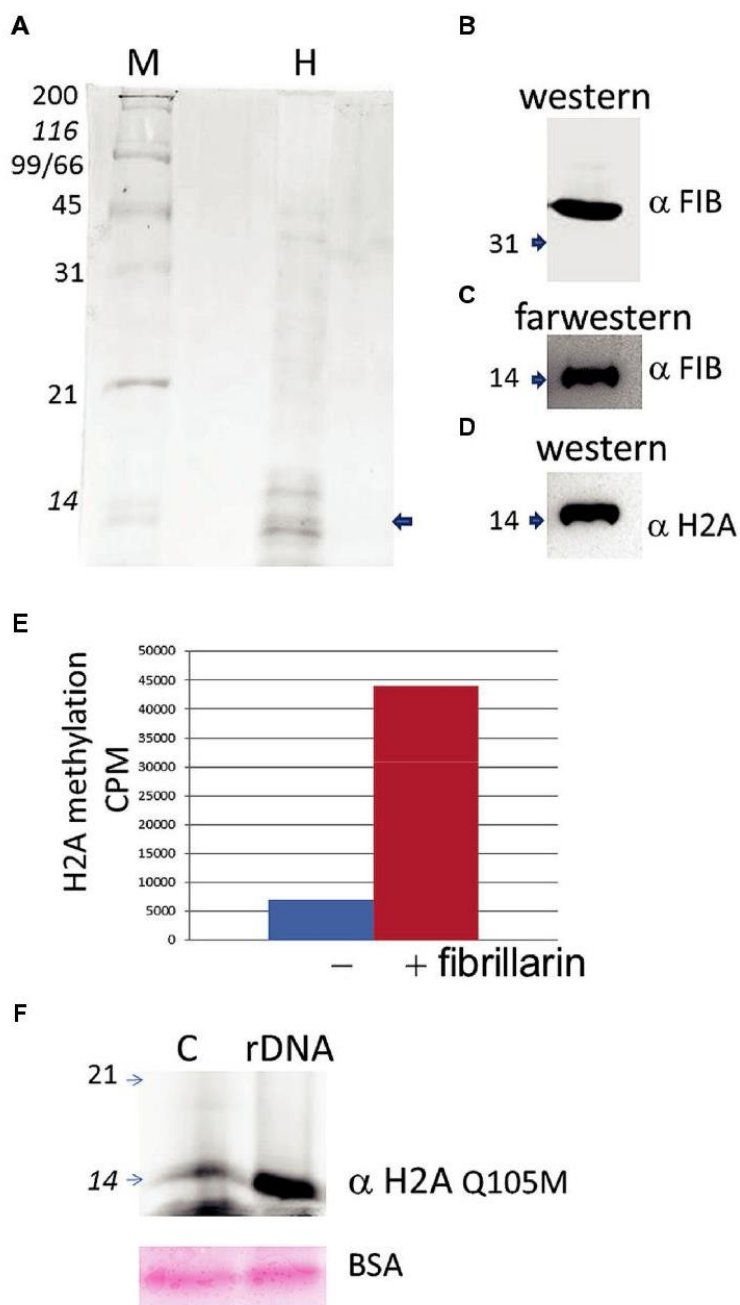 A
M H
200
116
99/66
45
31
21
14
B
western
α FIB
31
C
farwestern
α FIB
14
D
western
14
α H2A
E
H2A methylation
CPM
50000
45000
40000
35000
30000
25000
20000
15000
10000
5000
0
– + fibrillarin
F
C rDNA
21
14
α H2A Q105M
BSA